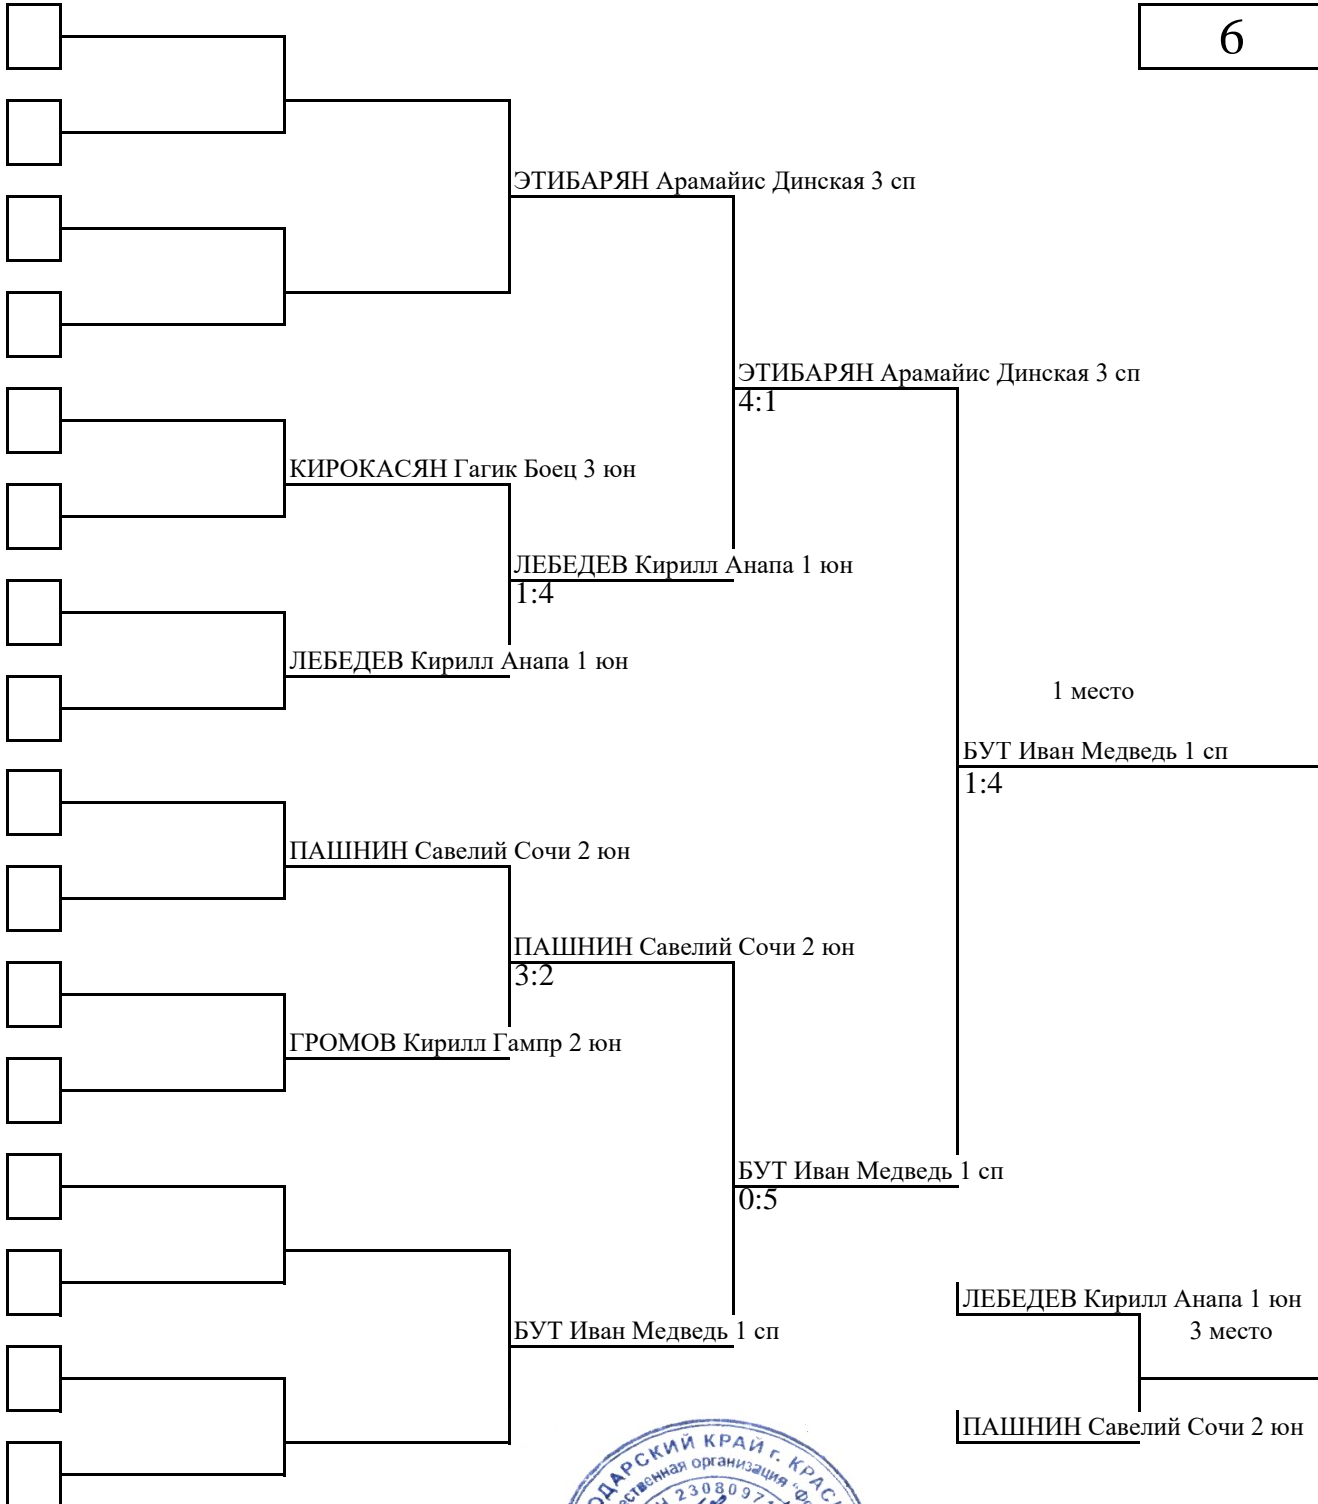 6
ЭТИБАРЯН Арамайис Динская 3 сп
ЭТИБАРЯН Арамайис Динская 3 сп
4:1
КИРОКАСЯН Гагик Боец 3 юн
ЛЕБЕДЕВ Кирилл Анапа 1 юн
1:4
ЛЕБЕДЕВ Кирилл Анапа 1 юн
1 место
БУТ Иван Медведь 1 сп
1:4
ПАШНИН Савелий Сочи 2 юн
ПАШНИН Савелий Сочи 2 юн
3:2
ГРОМОВ Кирилл Гампр 2 юн
БУТ Иван Медведь 1 сп
0:5
ЛЕБЕДЕВ Кирилл Анапа 1 юн
БУТ Иван Медведь 1 сп
3 место
ПАШНИН Савелий Сочи 2 юн
КРАЙ г.
организация